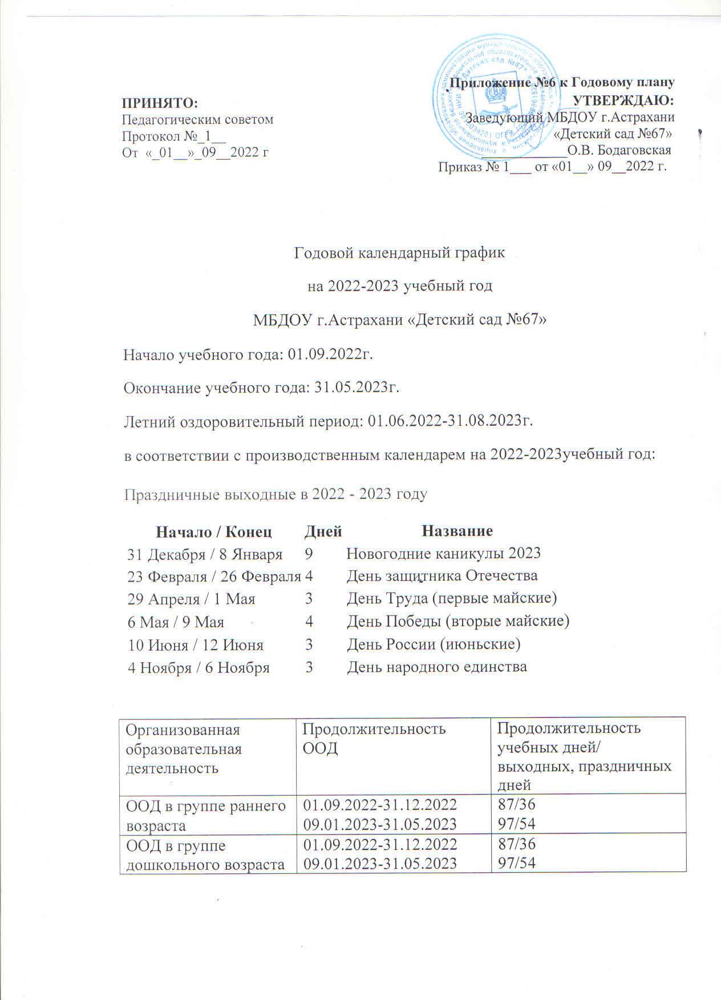 Приложение №6 к Годовому плану
ПРИНЯТО:
УТВЕРЖДАЮ:
Педагогическим советом
Заведующий МБДОУ г.Астрахани
Протокол №_1__
«Детский сад №67»
От «_01__»_09__2022 г
____________О.В. Бодаговская
Приказ № 1___ от «01__» 09__2022 г.
Годовой календарный график
на 2022-2023 учебный год
МБДОУ г.Астрахани «Детский сад №67»
Начало учебного года: 01.09.2022г.
Окончание учебного года: 31.05.2023г.
Летний оздоровительный период: 01.06.2022-31.08.2023г.
в соответствии с производственным календарем на 2022-2023учебный год:
Праздничные выходные в 2022 - 2023 году
Начало / Конец Дней Название
31 Декабря / 8 Января 9 Новогодние каникулы 2023
23 Февраля / 26 Февраля 4 День защитника Отечества
29 Апреля / 1 Мая 3 День Труда (первые майские)
6 Мая / 9 Мая 4 День Победы (вторые майские)
10 Июня / 12 Июня 3 День России (июньские)
4 Ноября / 6 Ноября 3 День народного единства
Организованная
образовательная
деятельность
Продолжительность
ООД
Продолжительность
учебных дней/
выходных, праздничных
дней
ООД в группе раннего
возраста
01.09.2022-31.12.2022
09.01.2023-31.05.2023
87/36
97/54
ООД в группе
дошкольного возраста
01.09.2022-31.12.2022
09.01.2023-31.05.2023
87/36
97/54